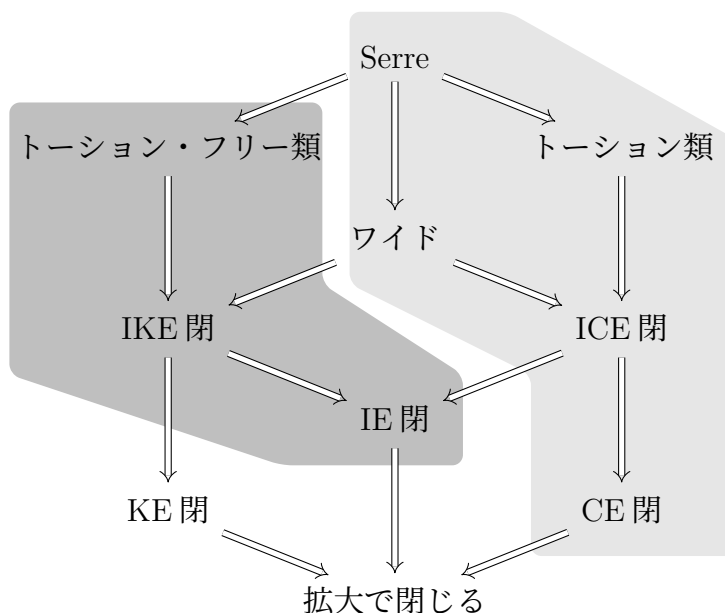 Serre
トーション・フリー類
トーション類
ワイド
IKE 閉
ICE 閉
IE 閉
KE 閉
CE 閉
拡大で閉じる